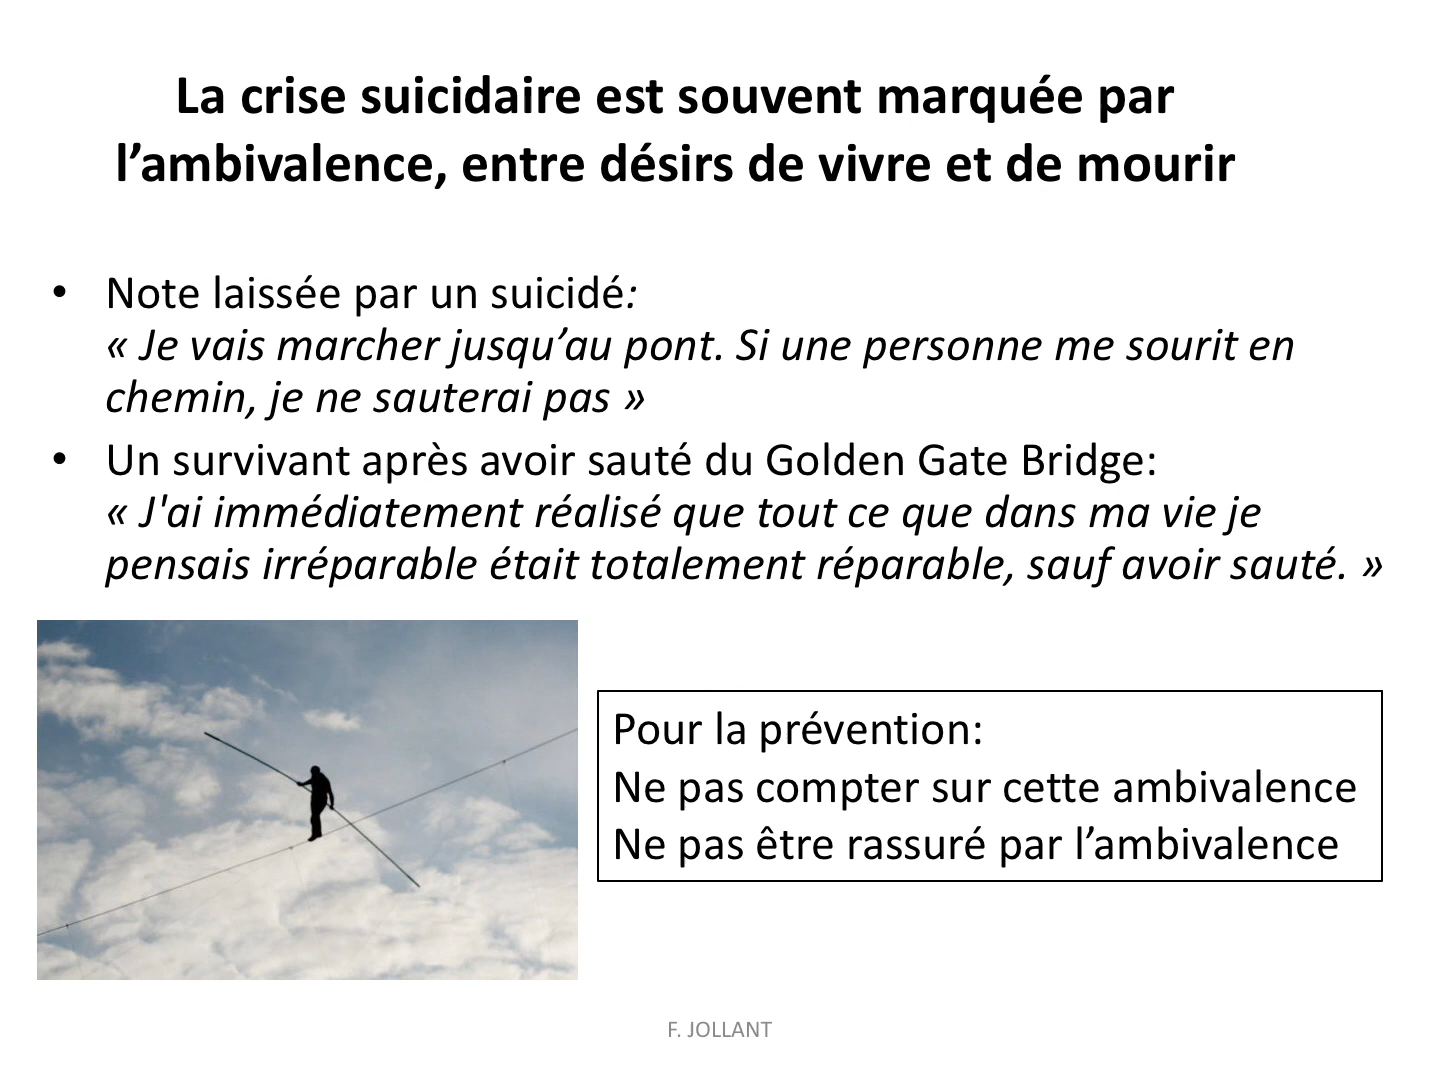 La crise suicidaire est souvent marquée par
l’ambivalence, entre désirs de vivre et de mourir
• Note laissée par un suicidé:
« Je vais marcher jusqu’au pont. Si une personne me sourit en
chemin, je ne sauterai pas »
• Un survivant après avoir sauté du Golden Gate Bridge:
« J'ai immédiatement réalisé que tout ce que dans ma vie je
pensais irréparable était totalement réparable, sauf avoir sauté. »
Pour la prévention:
Ne pas compter sur cette ambivalence
Ne pas être rassuré par l’ambivalence
F. JOLLANT